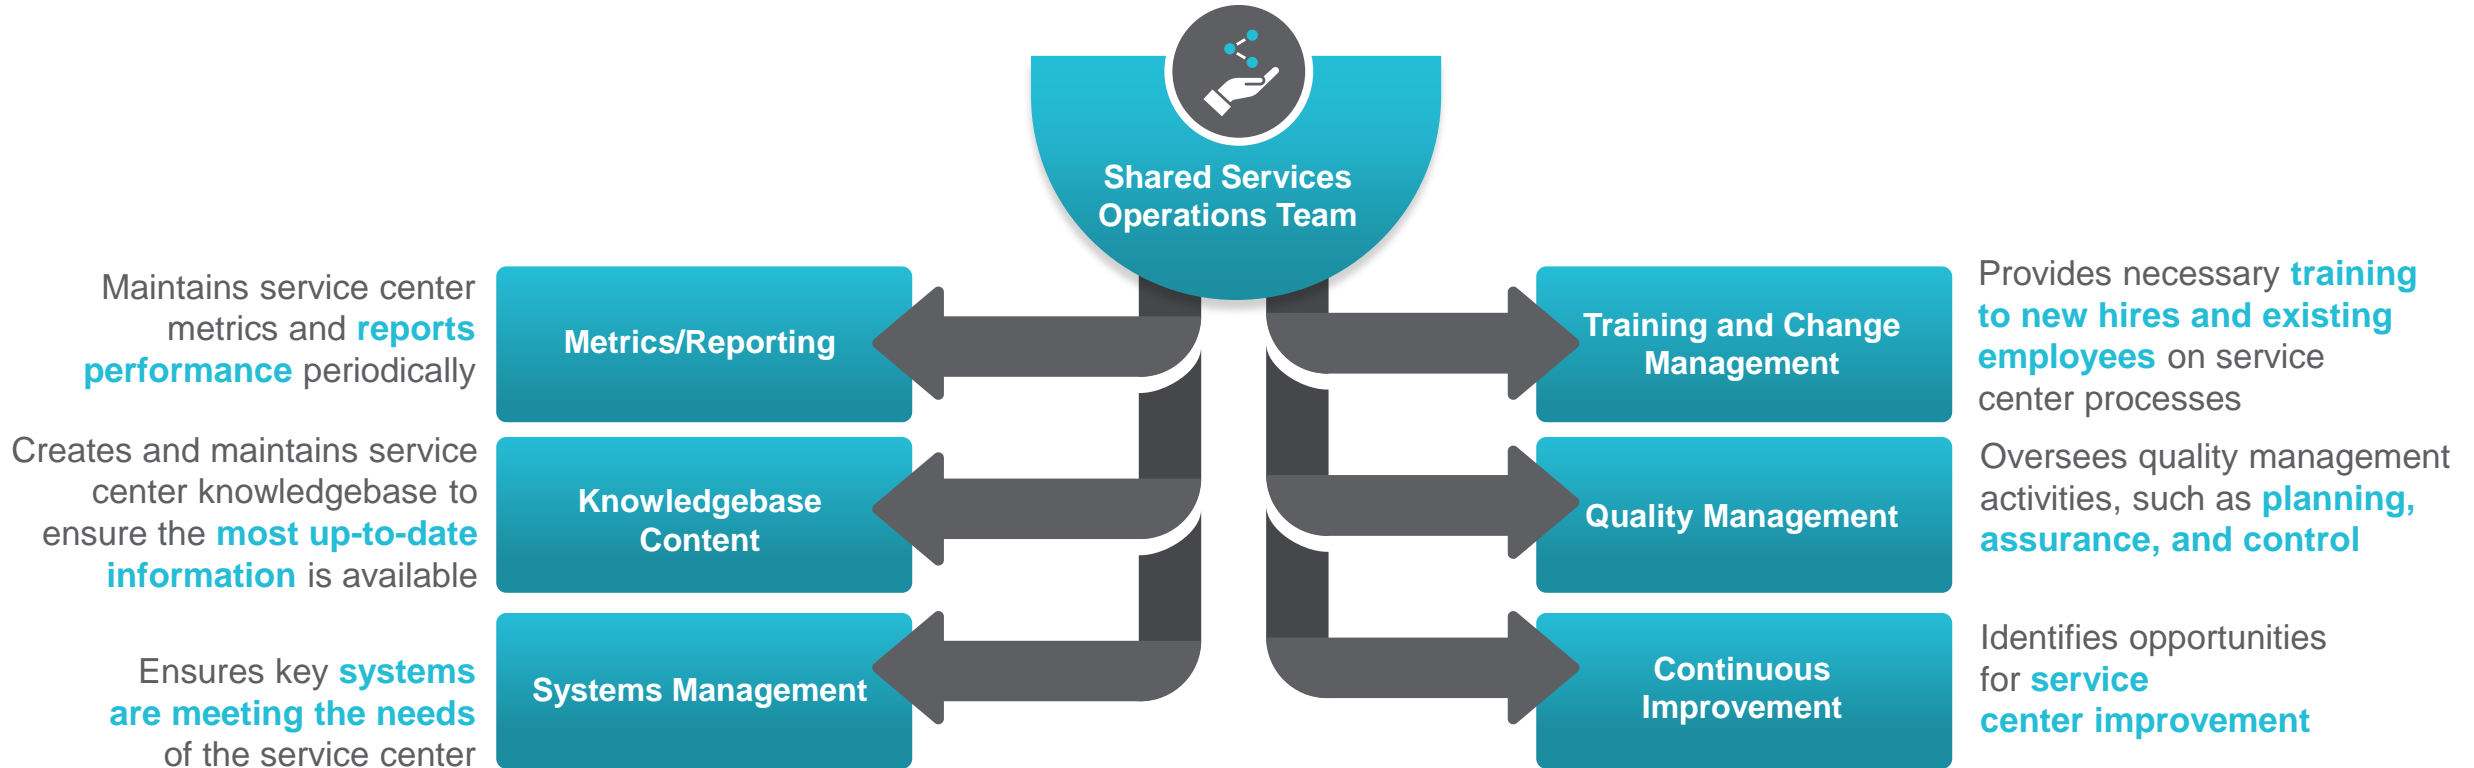 Shared Services
Operations Team
Maintains service center
metrics and reports
performance periodically
Metrics/Reporting
Creates and maintains service
center knowledgebase to
ensure the most up-to-date
information is available
Knowledgebase
Content
Ensures key systems
are meeting the needs
of the service center
Systems Management
Training and Change
Management
Provides necessary training
to new hires and existing
employees on service
center processes
Quality Management
Oversees quality management
activities, such as planning,
assurance, and control
Continuous
Improvement
Identifies opportunities
for service
center improvement